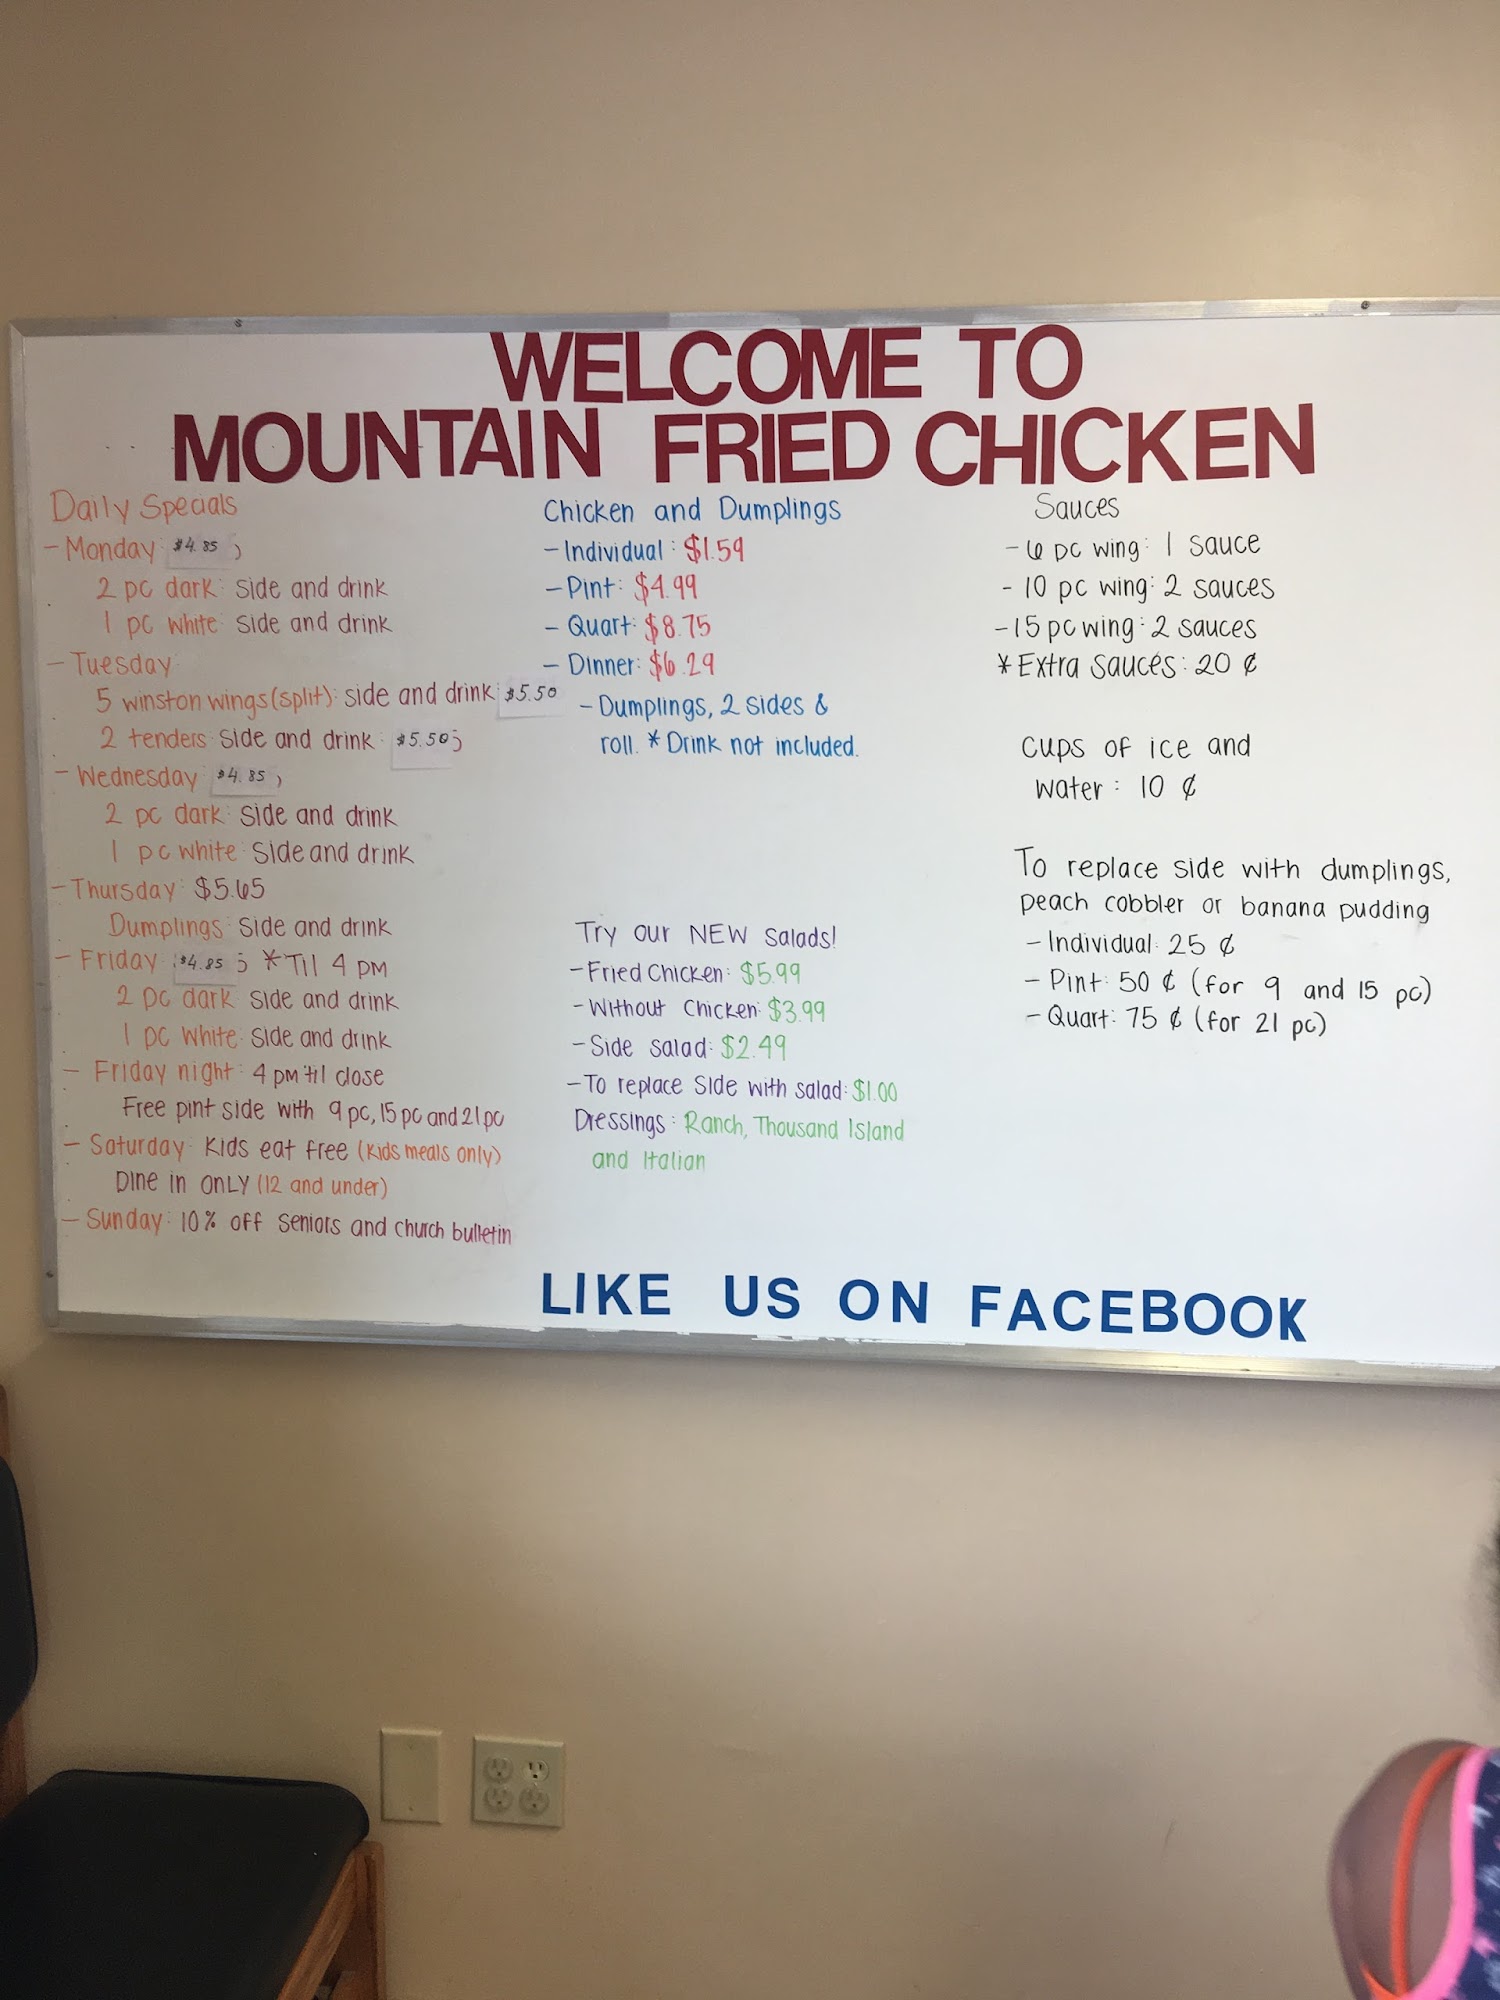 WELCOME TO
MOUNTAIN FRIED CHICKEN
Daily Specials
- Monday: $4.85
2 pc dark: side and drink
1 pc white: side and drink
- Tuesday:
5 winston wings (split): side and drink: $5.50
2 tenders: side and drink: $5.50
- Wednesday: $4.85
2 pc dark: side and drink
1 pc white: side and drink
- Thursday: $5.65
Dumplings: side and drink
- Friday: $4.85 *Til 4 pm
2 pc dark: side and drink
1 pc white: side and drink
- Friday night: 4 pm 'til close
Free pint side with 9 pc, 15 pc and 21 pc
- Saturday: Kids eat free (kids meals only)
Dine in ONLY (12 and under)
- Sunday: 10% off seniors and church bulletin
Chicken and Dumplings
- Individual: $1.59
- Pint: $4.99
- Quart: $8.75
- Dinner: $6.29
- Dumplings, 2 sides &
roll. * Drink not included.
Try our NEW salads!
- Fried Chicken: $5.99
- Without Chicken: $3.99
- Side salad: $2.49
- To replace side with salad: $1.00
Dressings: Ranch, Thousand Island
and Italian
Sauces
- 6 pc wing: 1 sauce
- 10 pc wing: 2 sauces
- 15 pc wing: 2 sauces
* Extra sauces: 20 ¢
Cups of ice and
water: 10 ¢
To replace side with dumplings,
peach cobbler or banana pudding
- Individual: 25 ¢
- Pint: 50 ¢ (for 9 and 15 pc)
- Quart: 75 ¢ (for 21 pc)
LIKE US ON FACEBOOK